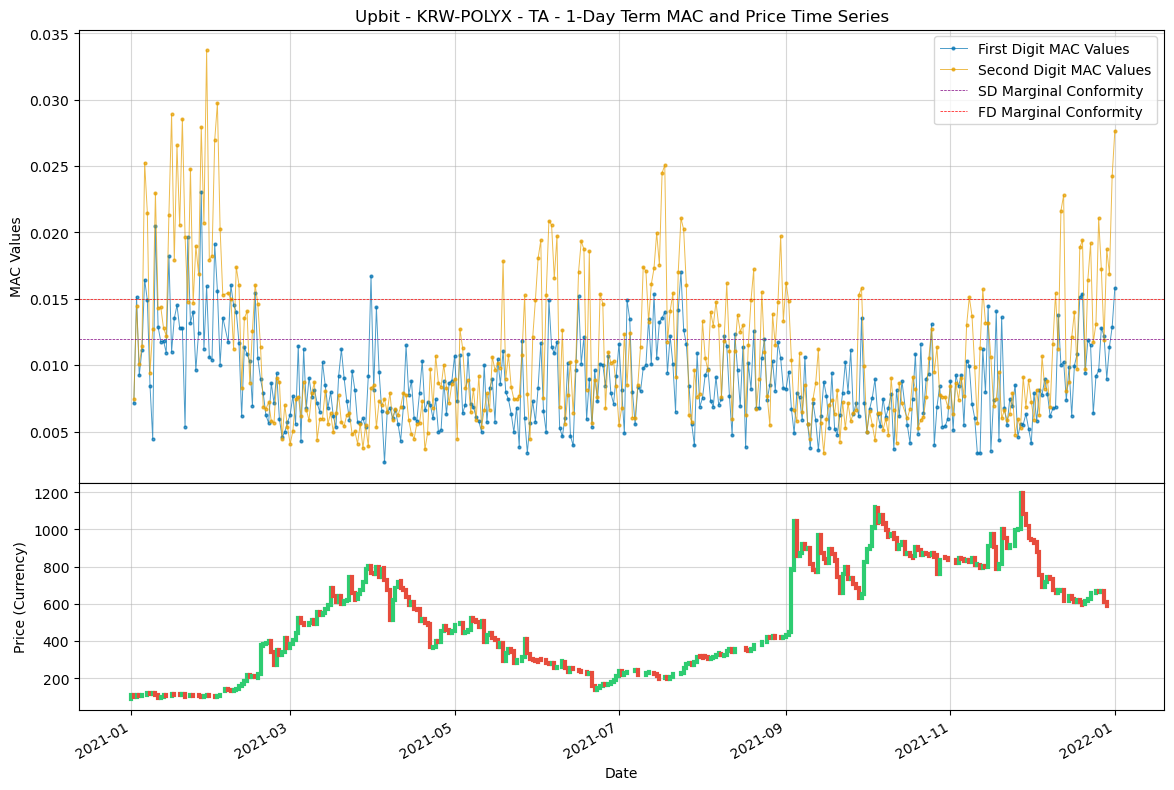 Upbit - KRW-POLYX - TA - 1-Day Term MAC and Price Time Series
First Digit MAC Values
Second Digit MAC Values
SD Marginal Conformity
FD Marginal Conformity
MAC Values
0.035
0.030
0.025
0.020
0.015
0.010
0.005
Price (Currency)
1200
1000
800
600
400
200
2021-01
2021-03
2021-05
2021-07
2021-09
2021-11
2022-01
Date